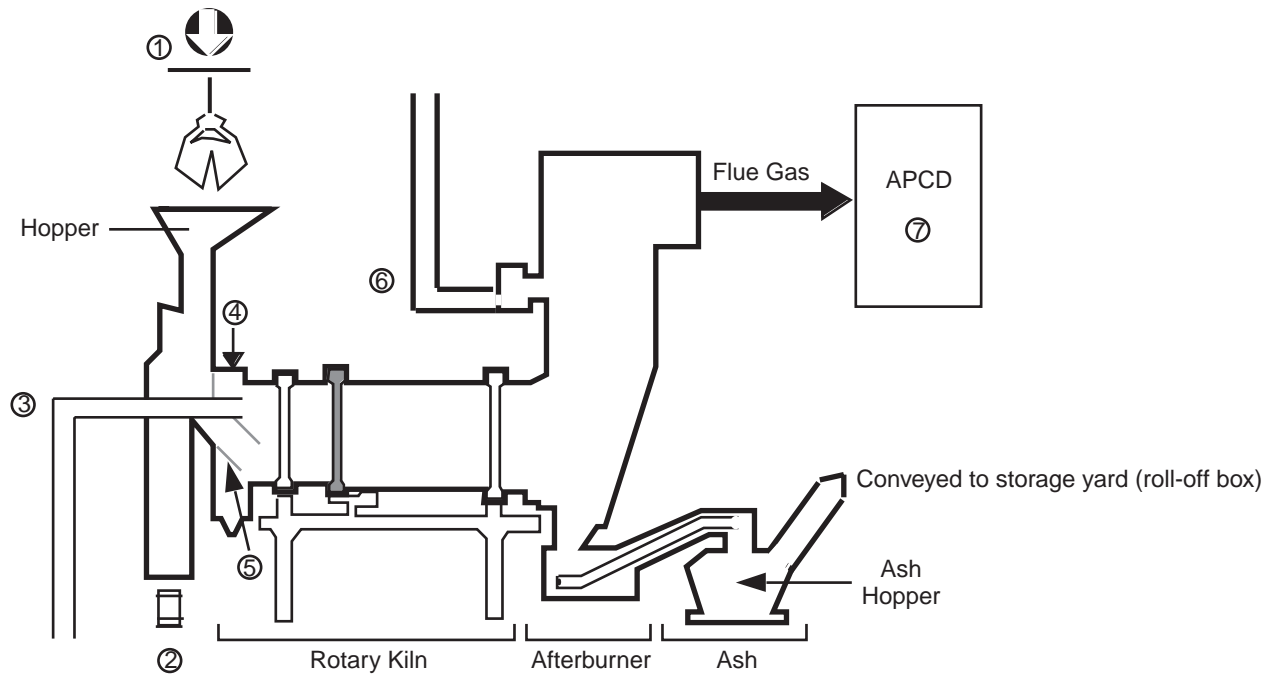 ①
Flue Gas
APCD
⑦
Hopper
⑥
④
③
Conveyed to storage yard (roll-off box)
⑤
Ash
Hopper
②
Rotary Kiln
Afterburner
Ash